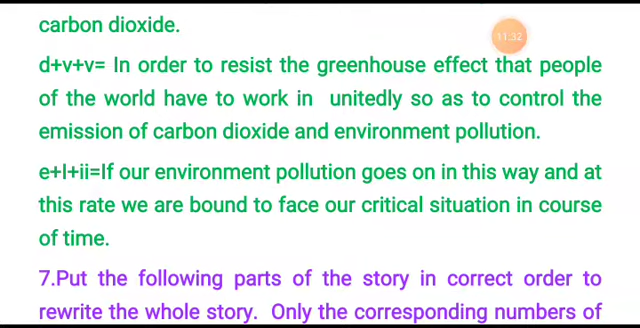 carbon dioxide.
11:32
d+v+v= In order to resist the greenhouse effect that people
of the world have to work in unitedly so as to control the
emission of carbon dioxide and environment pollution.
e+I+ii=If our environment pollution goes on in this way and at
this rate we are bound to face our critical situation in course
of time.
7.Put the following parts of the story in correct order to
rewrite the whole story. Only the corresponding numbers of